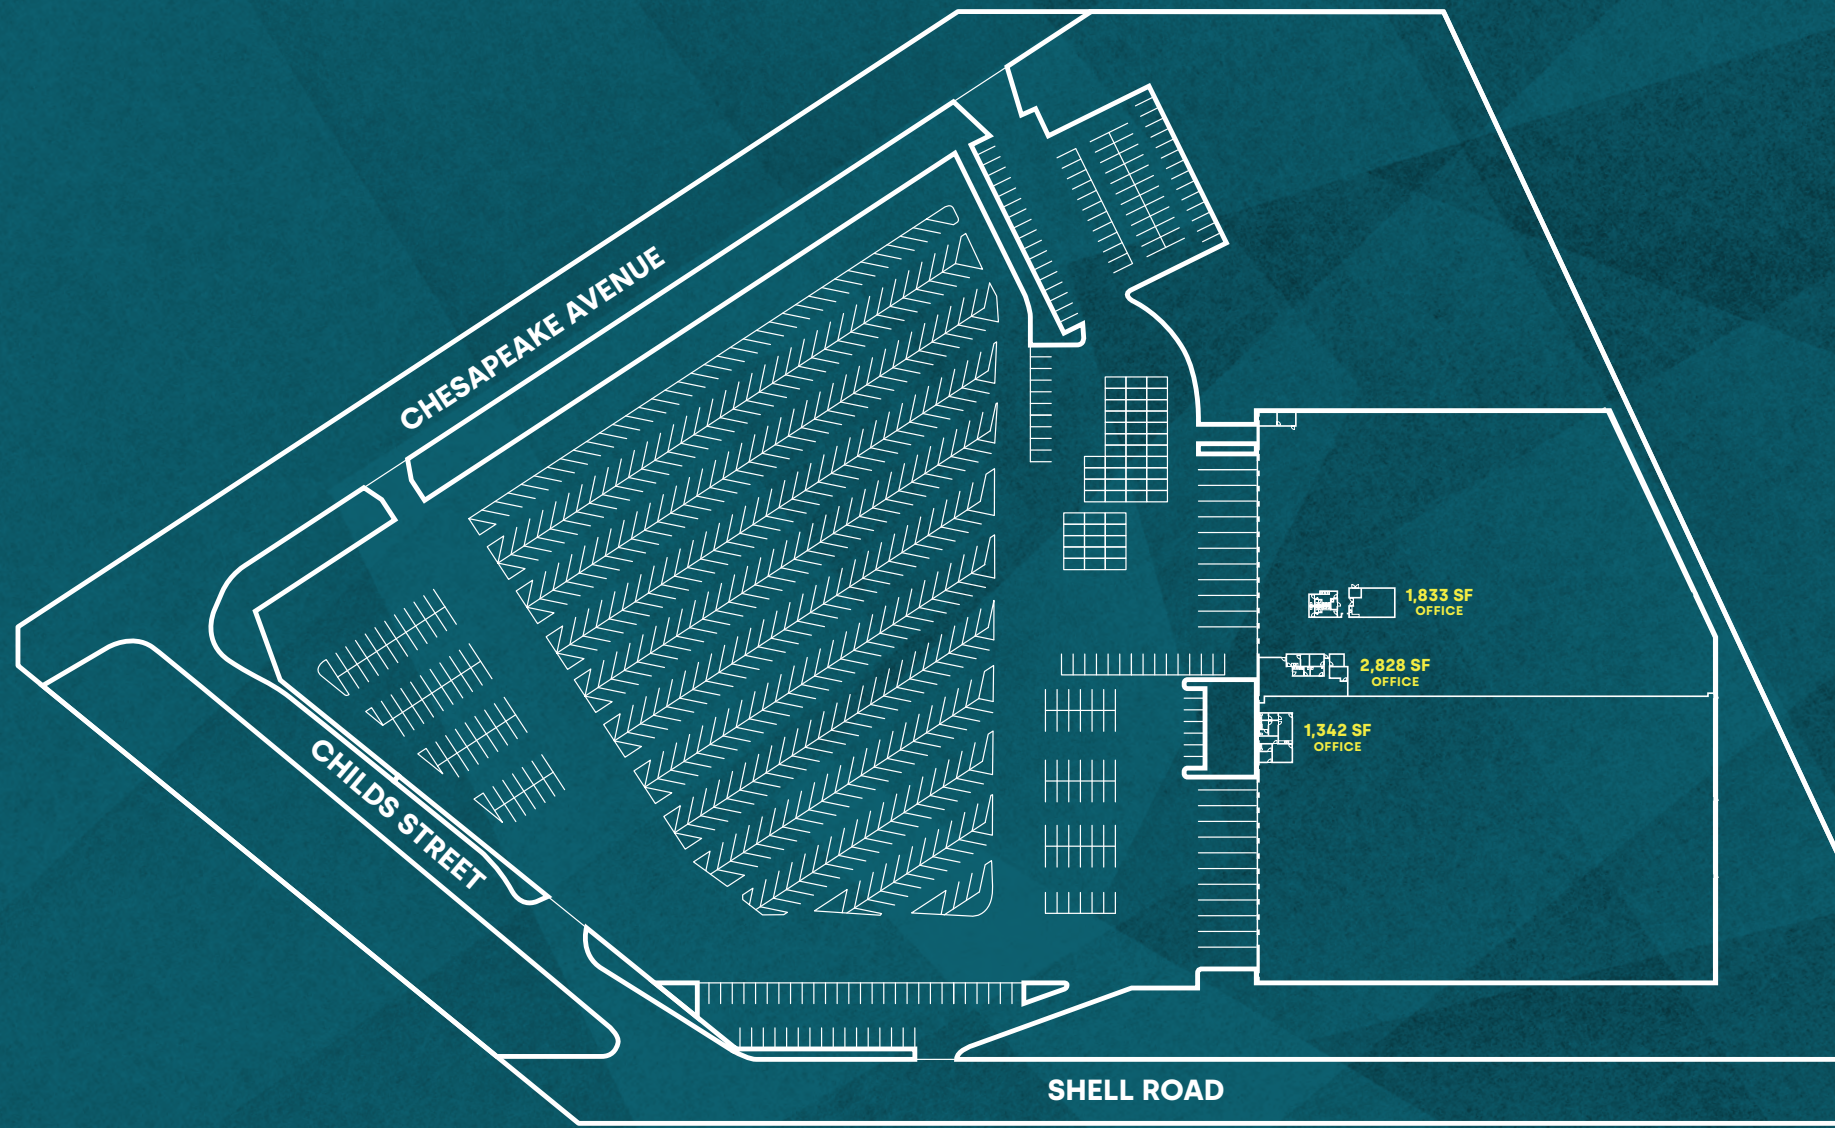 CHESAPEAKE AVENUE
1,833 SF
OFFICE
2,828 SF
OFFICE
1,342 SF
OFFICE
CHILDS STREET
SHELL ROAD